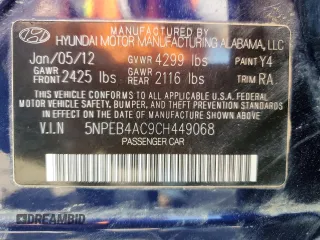 HYUNDAI MOTOR MANUFACTURING ALABAMA, LLC
Jan/05/12 GVWR 4299 lbs PAINT Y4
GAWR GAWR
FRONT 2425 lbs REAR 2116 lbs TRIM RA
THIS VEHICLE CONFORMS TO ALL APPLICABLE FEDERAL MOTOR VEHICLE SAFETY, BUMPER, AND THEFT PREVENTION STANDARDS IN EFFECT ON THE DATE OF MANUFACTURE SHOWN ABOVE.
V.I.N 5NPEB4AC9CH449068
PASSENGER CAR
DREAMBID